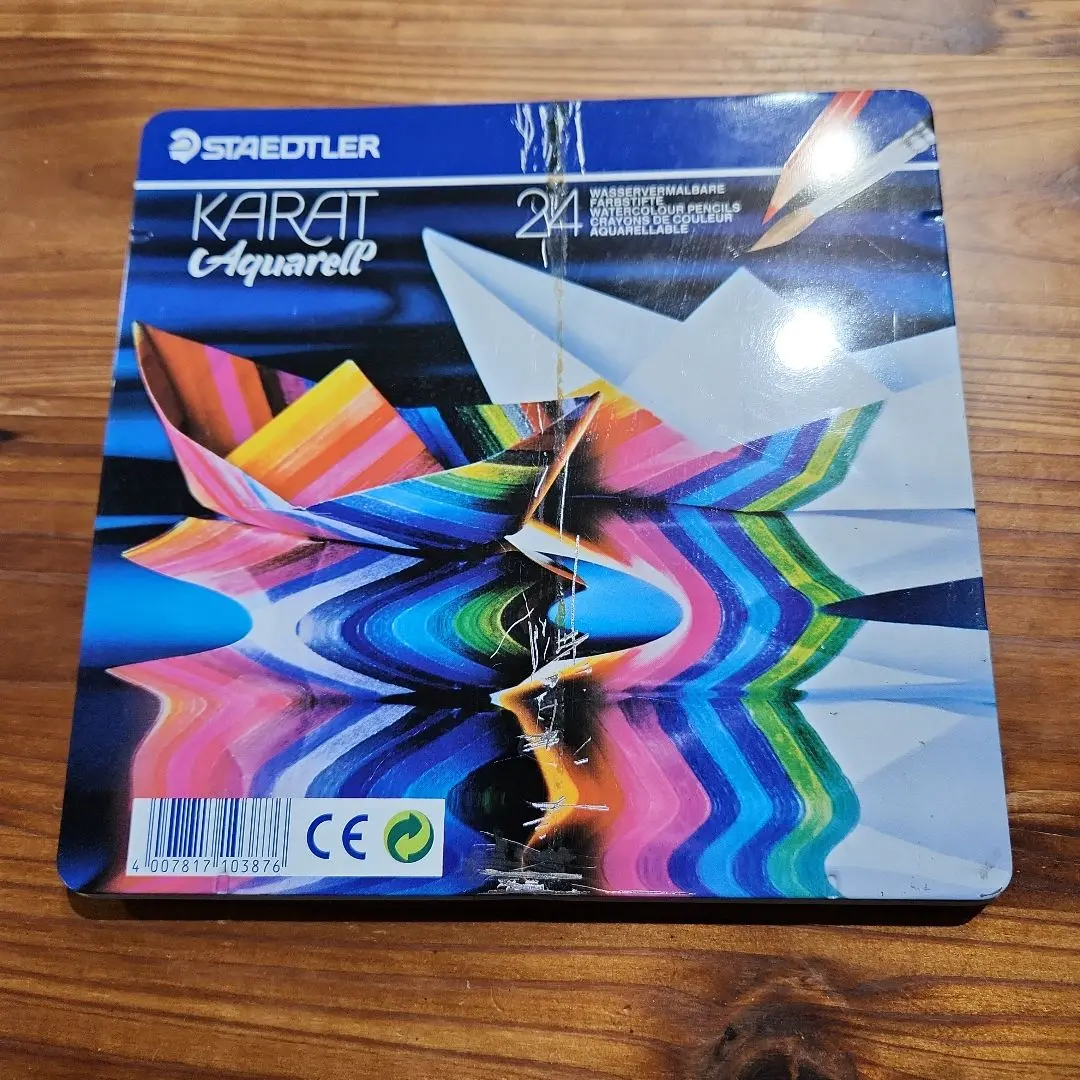 STAEDTLER
KARAT
Aquarell
24
WASSERVERMALBARE
FARBSTIFTE
WATERCOLOUR PENCILS
CRAYONS DE COULEUR
AQUARELLABLE
CE
4 007817 103876